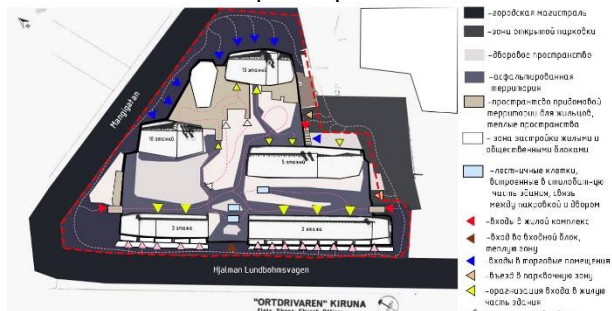 Mangigatan
13 этажей
10 этажей
5 этажей
3 этажа
3 этажа
Hjalman Lundbohmsvagen
"ORTDRIVAREN" KIRUNA
-городская магистраль
-зона открытой парковки
-дворовое пространство
-асфальтированная
территория
-пространство придомовой
территории для жильцов,
теплые пространства
- зона застройки жилыми и
общественными блоками
-лестничные клетки,
встроенные в стилобатную
часть здания, связь
между парковкой и двором
-входы в жилой комплекс
-вход во входной блок,
теплую зону
-входы в торговые помещения
-въезд в парковочную зону
-организация входа в жилую
часть здания